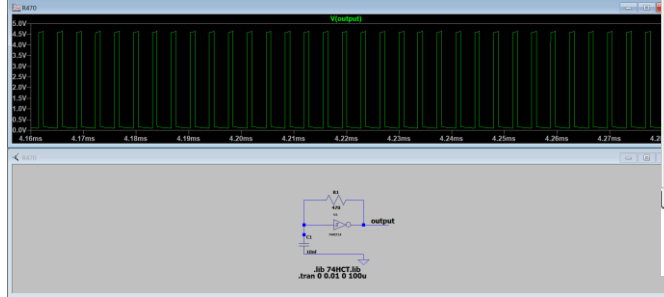 R470
V(output)
5.0V
4.5V
4.0V
3.5V
3.0V
2.5V
2.0V
1.5V
1.0V
0.5V
0.0V
4.16ms 4.17ms 4.18ms 4.19ms 4.20ms 4.21ms 4.22ms 4.23ms 4.24ms 4.25ms 4.26ms 4.27ms
R470
R1
470
output
C1
.lib 74HCT.lib
.tran 0 0.01 0 100u